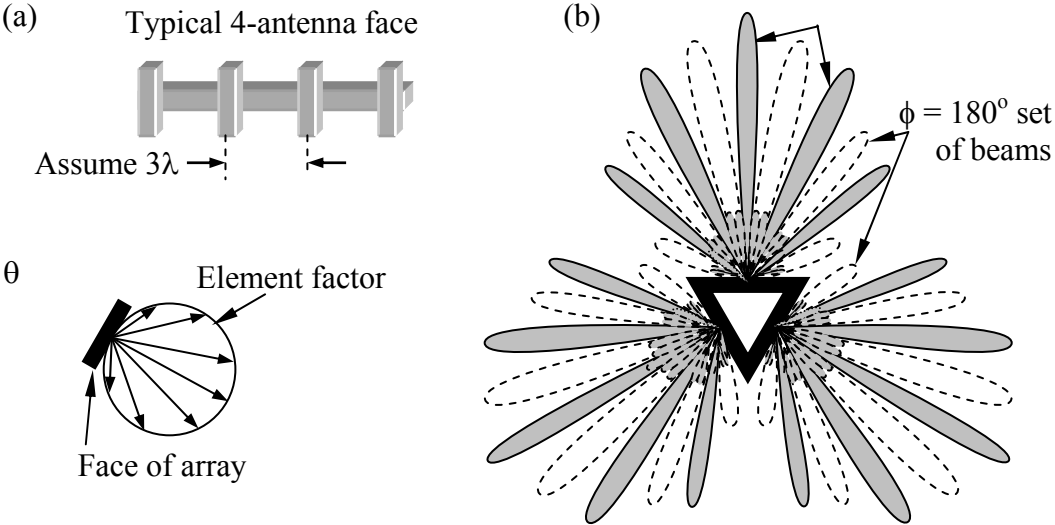 (a)
Typical 4-antenna face
Assume 3λ
θ
Element factor
Face of array
(b)
ϕ = 180° set
of beams